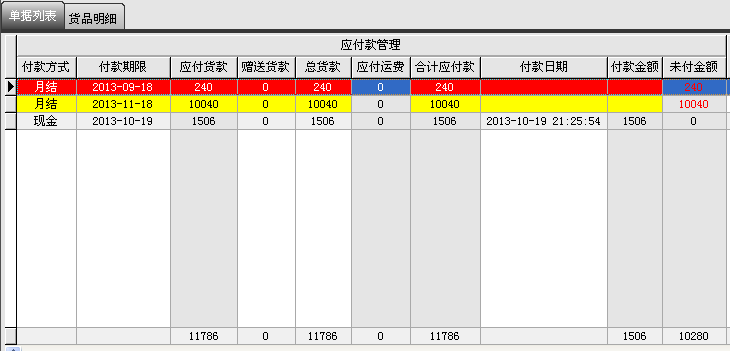 单据列表 货品明细
应付款管理
付款方式 付款期限 应付货款 赠送货款 总货款 应付运费 合计应付款 付款日期 付款金额 未付金额
月结 2013-09-18 240 0 240 0 240 240
月结 2013-11-18 10040 0 10040 0 10040 10040
现金 2013-10-19 1506 0 1506 0 1506 2013-10-19 21:25:54 1506 0
11786 0 11786 0 11786 1506 10280